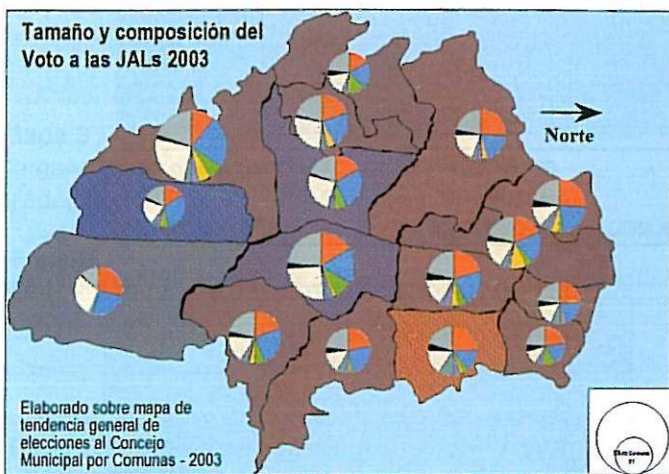 Tamaño y composición del
Voto a las JALs 2003
Norte
Elaborado sobre mapa de
tendencia general de
elecciones al Concejo
Municipal por Comunas - 2003